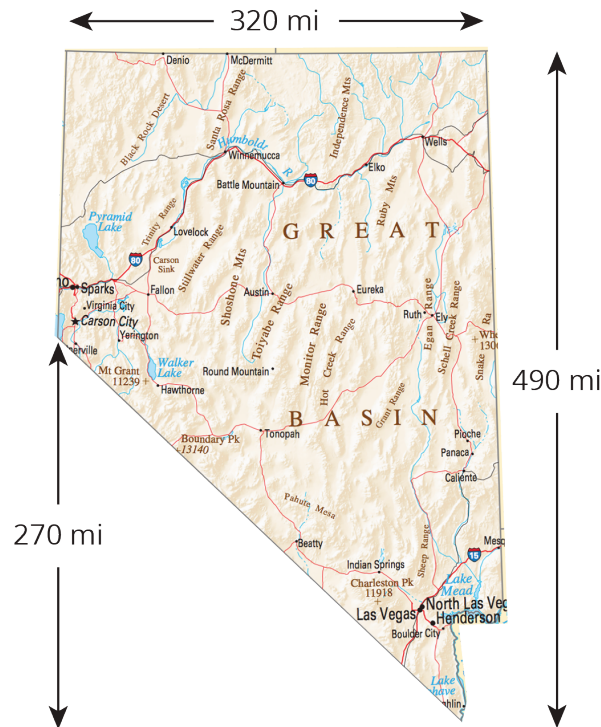 320 mi
Denio
McDermitt
Black Rock Desert
Santa Rosa Range
Independence Mts
Humboldt
R
Winnemucca
Wells
Elko
Battle Mountain
80
Ruby Mts
Pyramid
Lake
Trinity Range
Lovelock
GREAT
80
Carson
Sink
Stillwater Range
Shoshone Mts
Sparks
Fallon
Austin
Eureka
Toiyabe Range
Virginia City
Carson City
Yerington
Monitor Range
Hot Creek Range
Ruth
Ely
Egan Range
Schell Creek Range
Snake Ra
Mt Grant
11239
Walker
Lake
Hawthorne
Round Mountain
490 mi
Grant Range
BASIN
Boundary Pk
13140
Tonopah
Pioche
Panaca
Caliente
270 mi
Pahute Mesa
Beatty
Sheep Range
15
Indian Springs
Charleston Pk
11918
Lake
Mead
Las Vegas
North Las Veg
Henderson
Boulder City
Lake